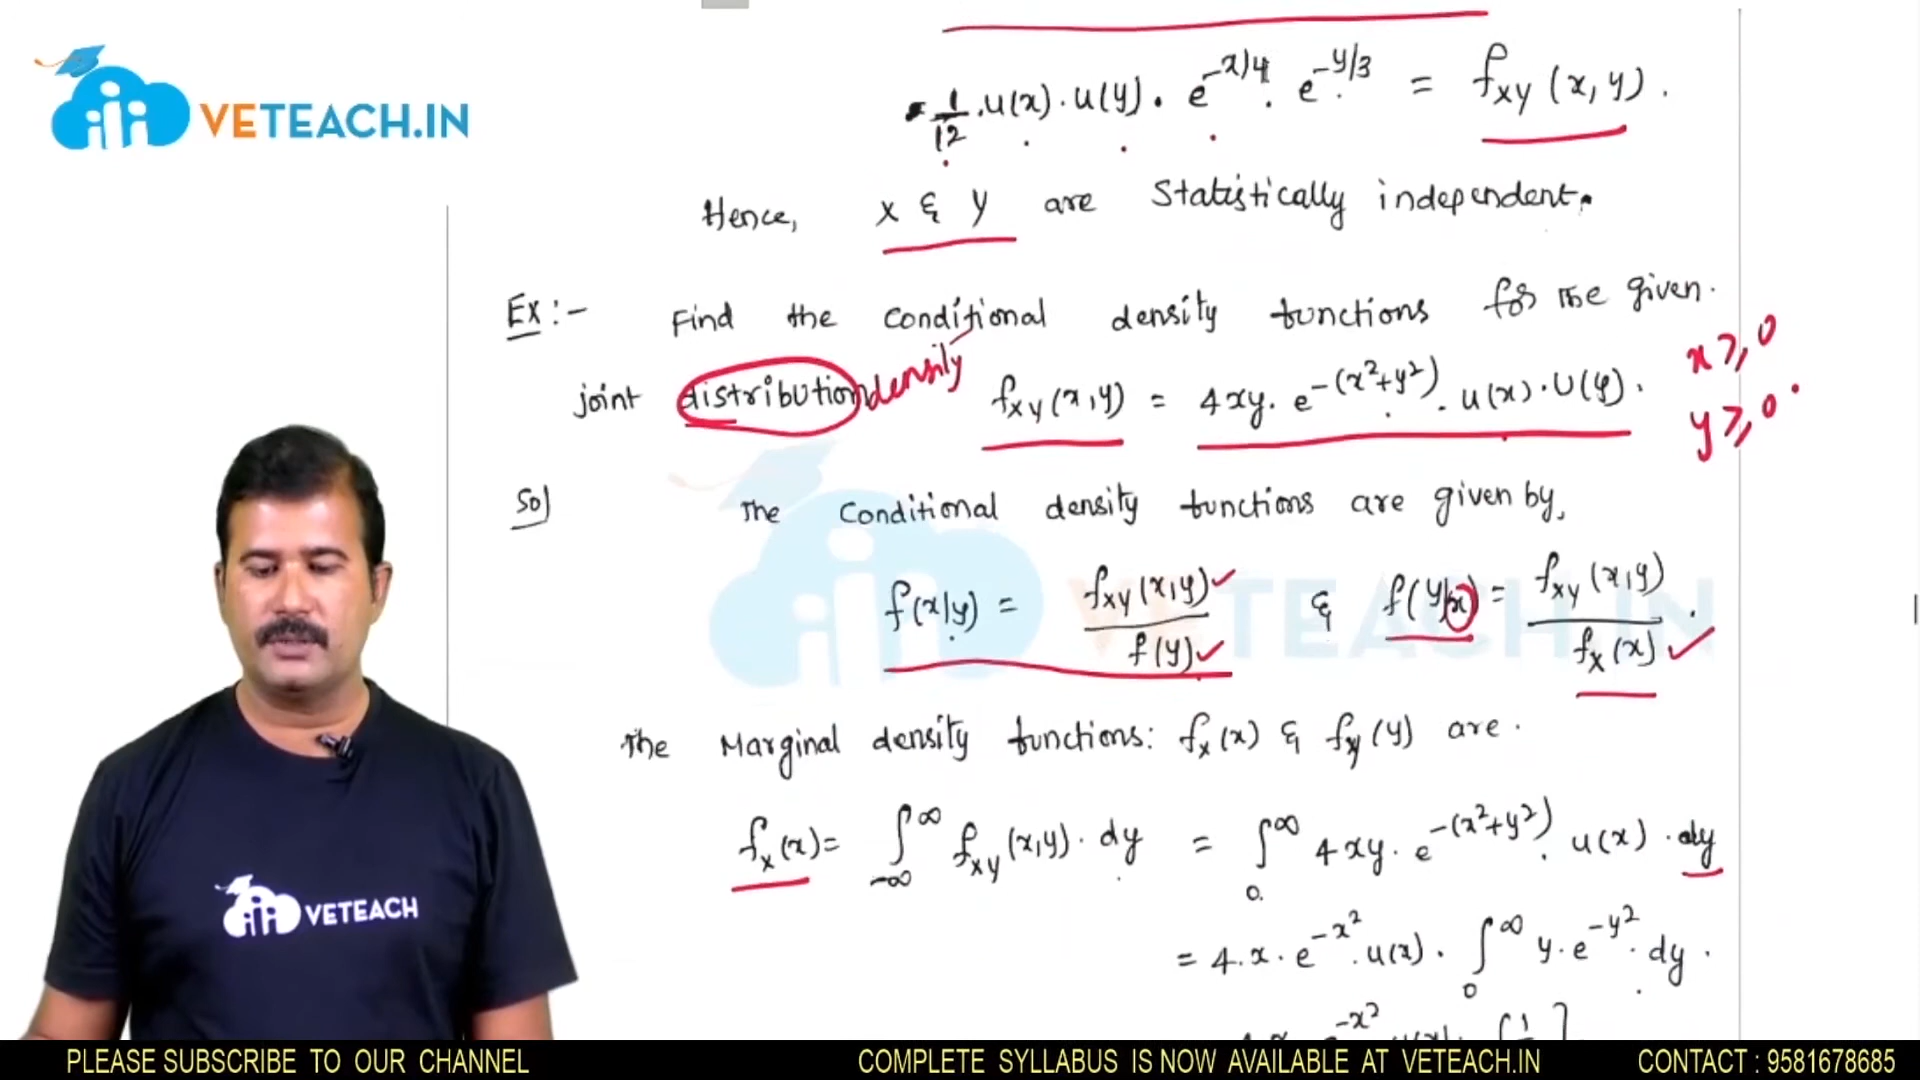 VETEACH.IN
1/12 . u(x) . u(y) . e^-x/4 . e^-y/3 = fxy (x,y).
Hence, x & y are Statistically independent.
Ex:- Find the conditional density functions for the given.
joint distribution density fxy(x,y) = 4xy. e^-(x²+y²) . u(x). U(y).
x ≥ 0
y ≥ 0.
Sol The Conditional density functions are given by,
f(x|y) = fxy(x,y) / f(y) & f(y|x) = fxy(x,y) / fx(x).
The Marginal density functions: fx(x) & fy(y) are.
fx(x) = ∫-∞^∞ fxy(x,y). dy = ∫0^∞ 4xy. e^-(x²+y²). u(x). dy
= 4.x. e^-x². u(x). ∫0^∞ y. e^-y². dy.
VETEACH
PLEASE SUBSCRIBE TO OUR CHANNEL COMPLETE SYLLABUS IS NOW AVAILABLE AT VETEACH.IN CONTACT : 9581678685